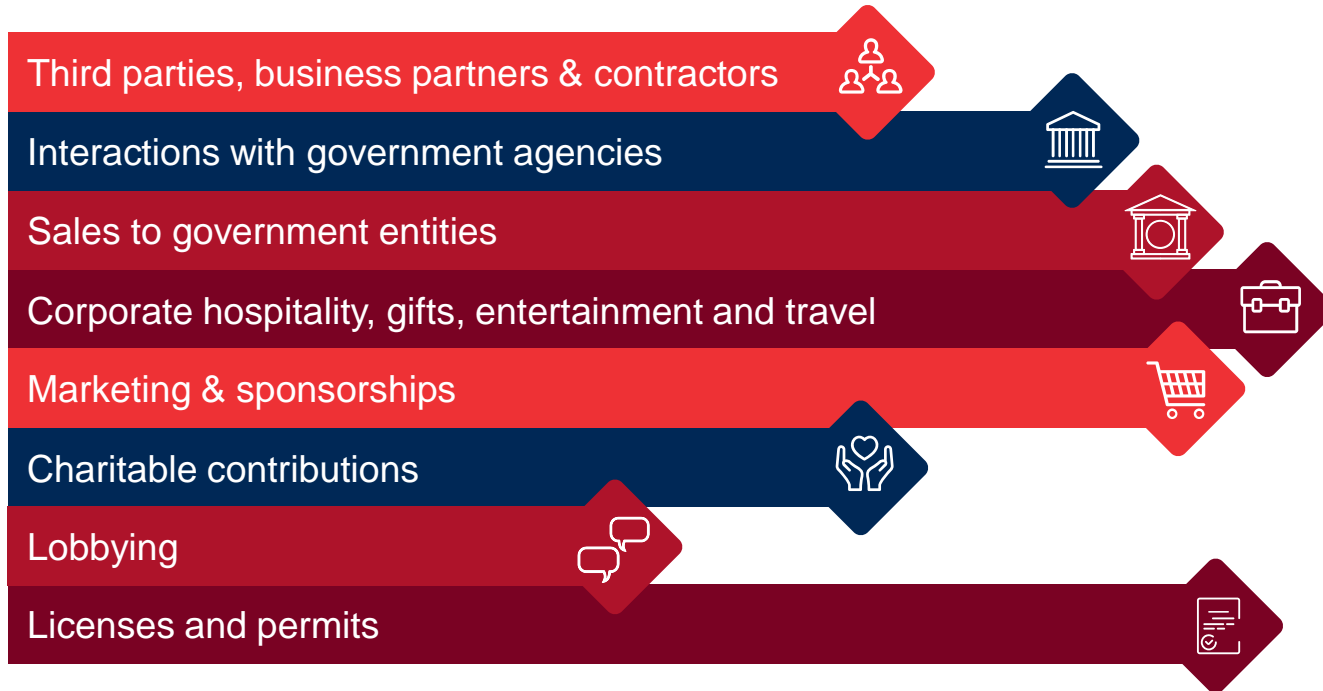 Third parties, business partners & contractors
Interactions with government agencies
Sales to government entities
Corporate hospitality, gifts, entertainment and travel
Marketing & sponsorships
Charitable contributions
Lobbying
Licenses and permits